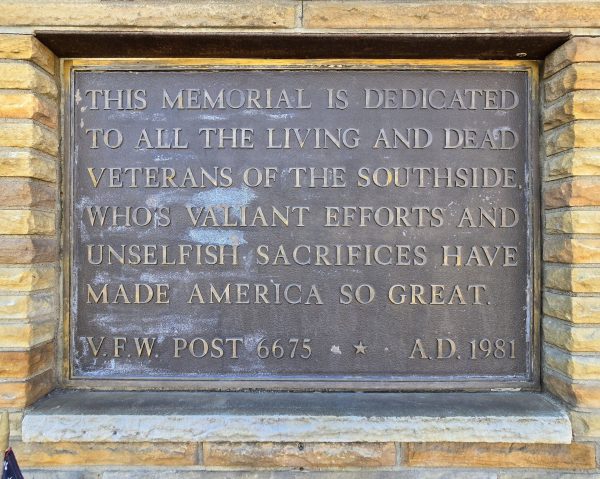 THIS MEMORIAL IS DEDICATED
TO ALL THE LIVING AND DEAD
VETERANS OF THE SOUTHSIDE,
WHO'S VALIANT EFFORTS AND
UNSELFISH SACRIFICES HAVE
MADE AMERICA SO GREAT.
V.F.W. POST 6675 ★ A.D. 1981